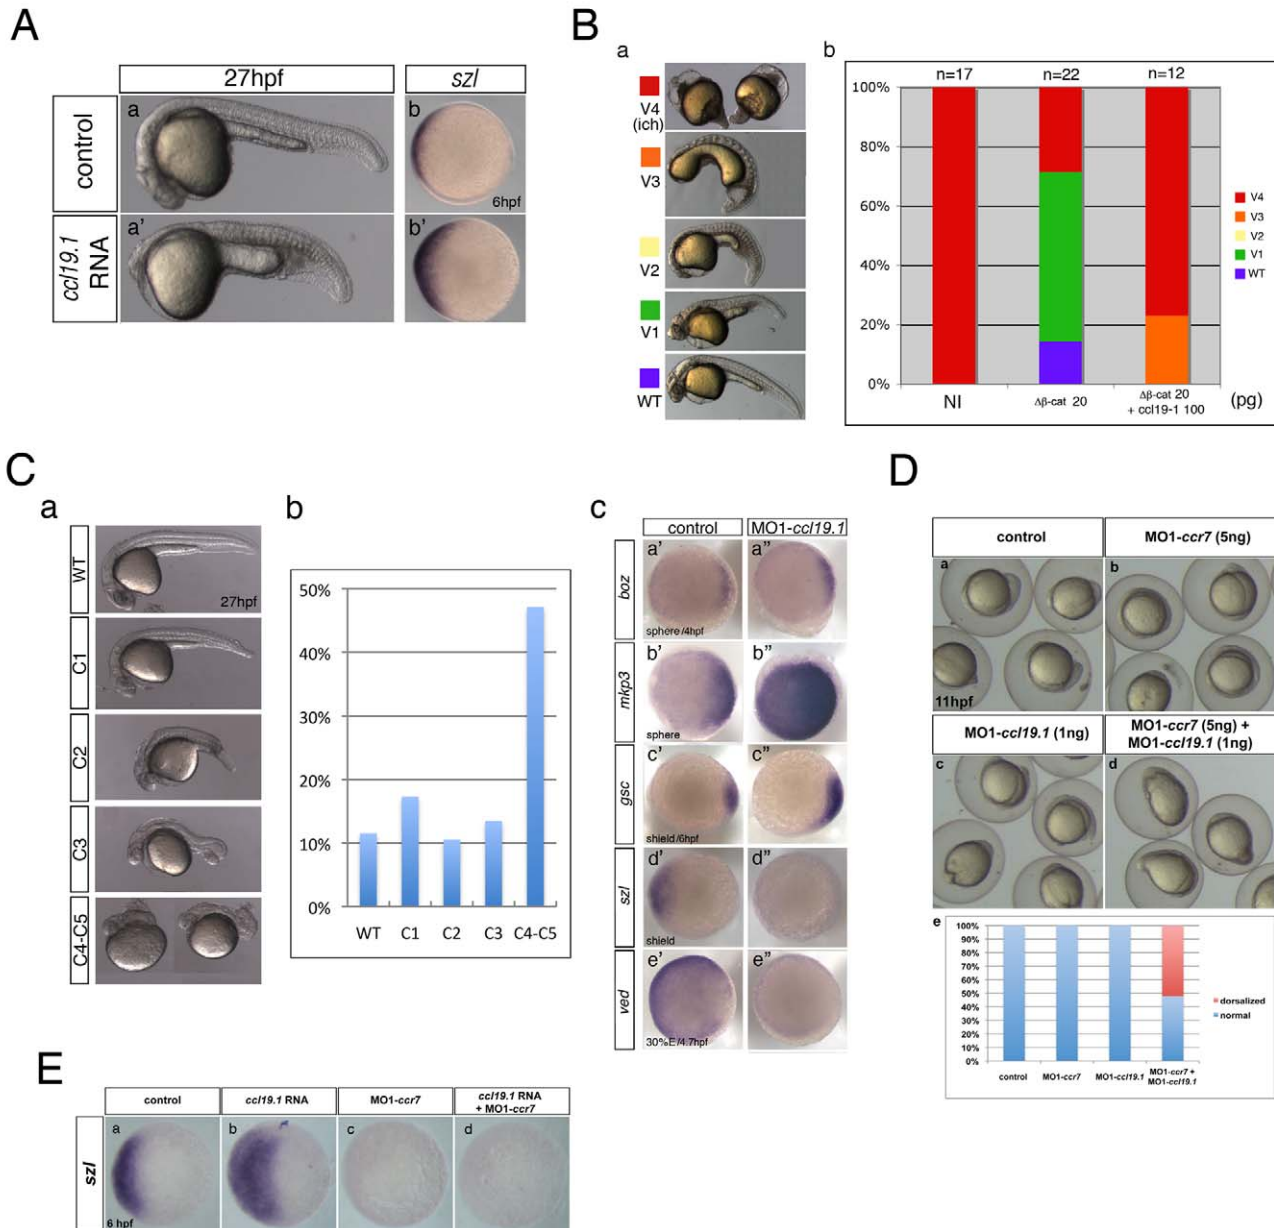 A
27hpf
szl
control
a
b
6hpf
ccl19.1
RNA
a'
b'
B
a
V4
(ich)
V3
V2
V1
WT
b
n=17
n=22
n=12
100%
80%
60%
40%
20%
0%
NI
Δβ-cat 20
Δβ-cat 20
+ ccl19-1 100
(pg)
V4
V3
V2
V1
WT
C
a
WT
27hpf
C1
C2
C3
C4-C5
b
50%
40%
30%
20%
10%
0%
WT
C1
C2
C3
C4-C5
c
control
MO1-ccl19.1
boz
a'
a"
sphere/4hpf
mkp3
b'
b"
sphere
gsc
c'
c"
shield/6hpf
szl
d'
d"
shield
ved
e'
e"
30%E/4.7hpf
D
control
MO1-ccr7 (5ng)
a
b
11hpf
MO1-ccl19.1 (1ng)
MO1-ccr7 (5ng) +
MO1-ccl19.1 (1ng)
c
d
e
100%
90%
80%
70%
60%
50%
40%
30%
20%
10%
0%
control
MO1-ccr7
MO1-ccl19.1
MO1-ccr7 +
MO1-ccl19.1
dorsalized
normal
E
control
ccl19.1 RNA
MO1-ccr7
ccl19.1 RNA
+ MO1-ccr7
szl
a
b
c
d
6 hpf